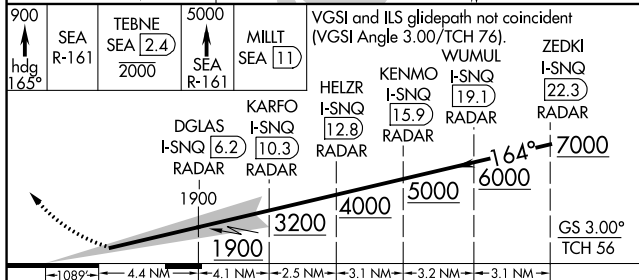 900
hdg
165°
SEA
R-161
TEBNE
SEA 2.4
2000
5000
SEA
R-161
MILLT
SEA 11
VGSI and ILS glidepath not coincident
(VGSI Angle 3.00/TCH 76).
ZEDKI
I-SNQ
22.3
RADAR
WUMUL
I-SNQ
19.1
RADAR
KENMO
I-SNQ
15.9
RADAR
HELZR
I-SNQ
12.8
RADAR
KARFO
I-SNQ
10.3
RADAR
DGLAS
I-SNQ 6.2
RADAR
164°
7000
6000
5000
4000
3200
1900
1900
GS 3.00°
TCH 56
1089'
4.4 NM
4.1 NM
2.5 NM
3.1 NM
3.2 NM
3.1 NM